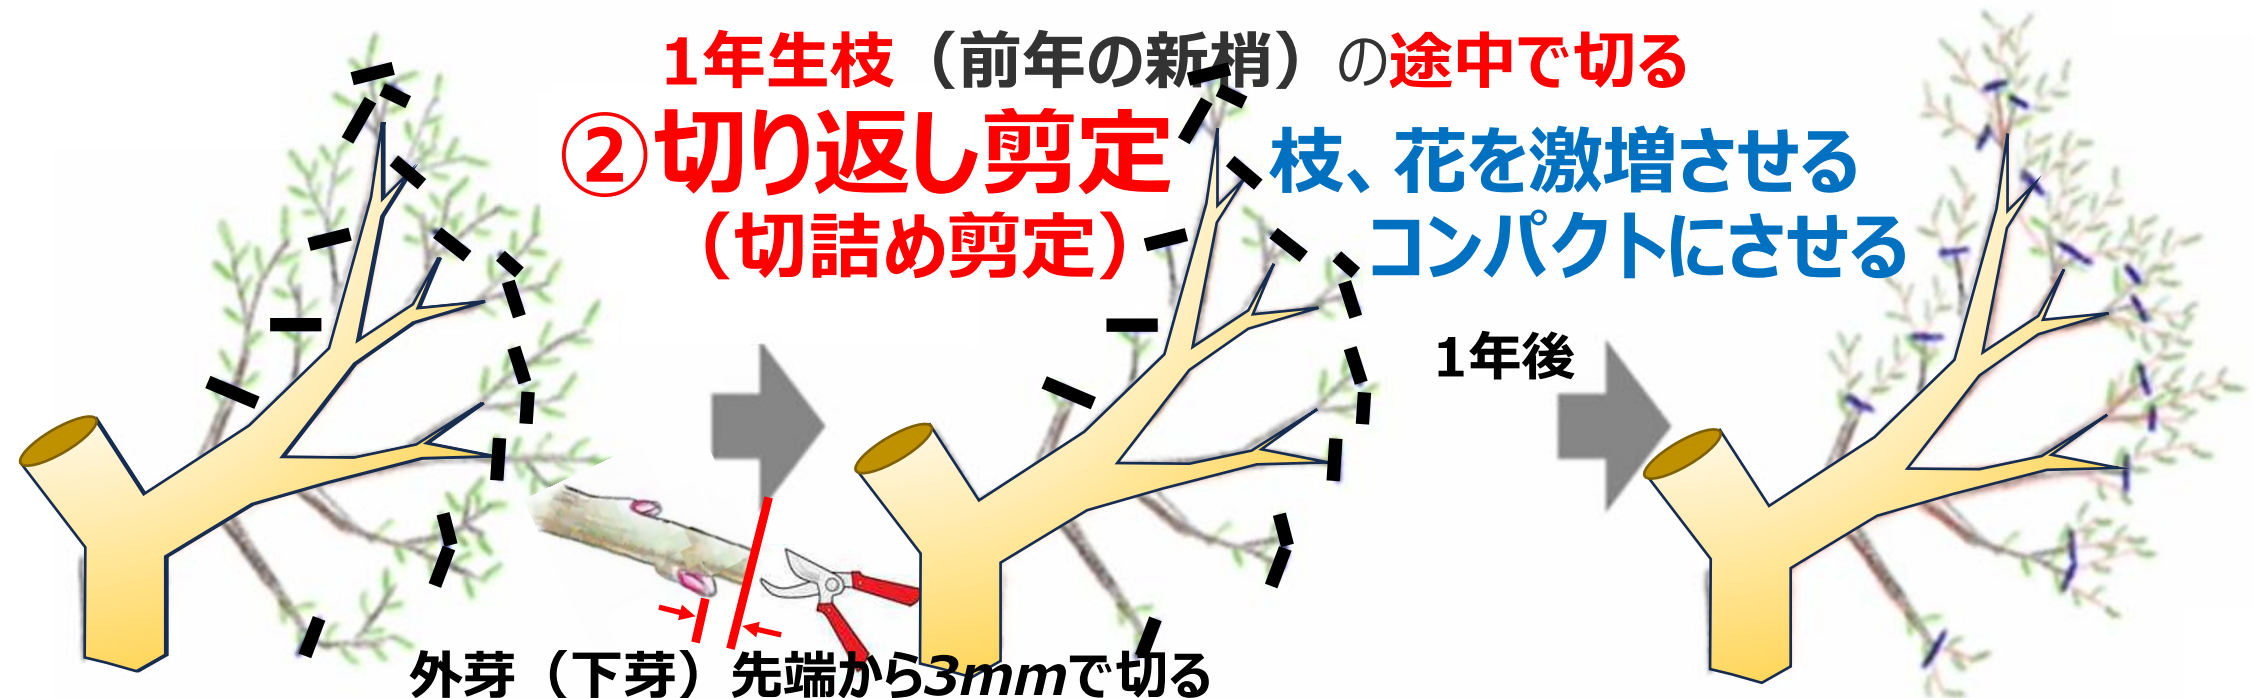 1年生枝（前年の新梢）の途中で切る
②切り返し剪定
（切詰め剪定）
枝、花を激増させる
コンパクトにさせる
1年後
外芽（下芽）先端から3mmで切る